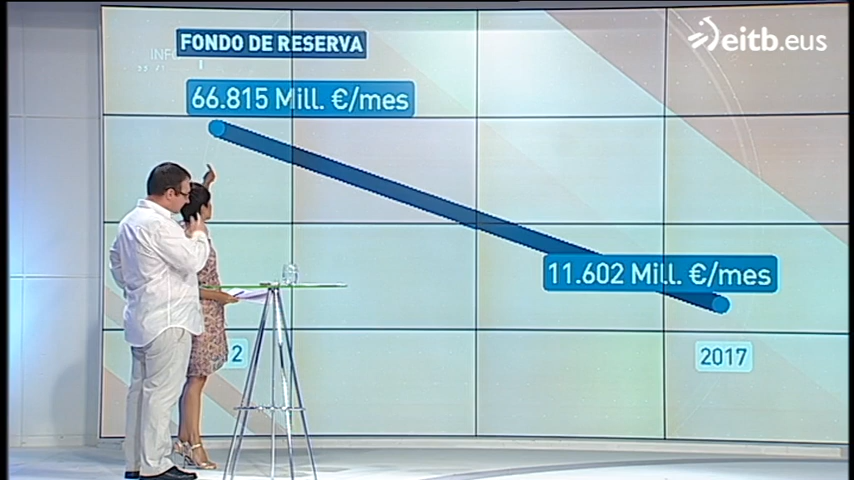 FONDO DE RESERVA
eitb.eus
66.815 Mill. €/mes
11.602 Mill. €/mes
2017